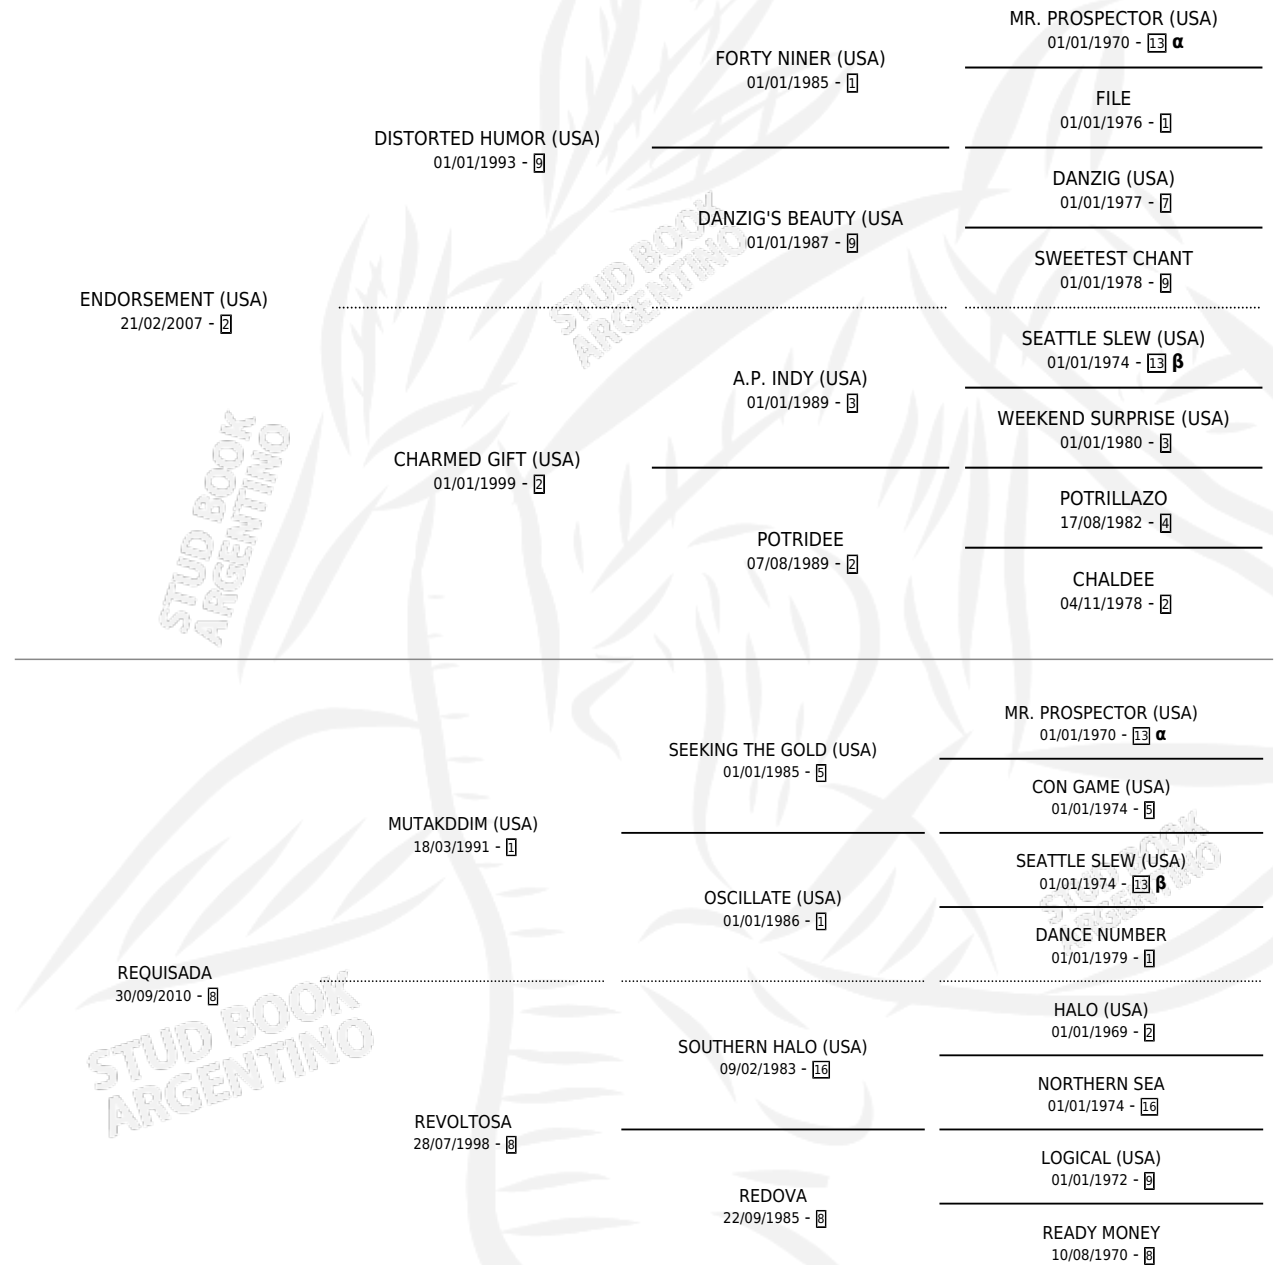 MR. PROSPECTOR (USA)
01/01/1970 - 13 α
FORTY NINER (USA)
01/01/1985 - 1
FILE
01/01/1976 - 1
DISTORTED HUMOR (USA)
01/01/1993 - 9
DANZIG (USA)
01/01/1977 - 7
DANZIG'S BEAUTY (USA
01/01/1987 - 9
SWEETEST CHANT
01/01/1978 - 9
ENDORSEMENT (USA)
21/02/2007 - 2
SEATTLE SLEW (USA)
01/01/1974 - 13 β
A.P. INDY (USA)
01/01/1989 - 3
WEEKEND SURPRISE (USA)
01/01/1980 - 3
CHARMED GIFT (USA)
01/01/1999 - 2
POTRILLAZO
17/08/1982 - 4
POTRIDEE
07/08/1989 - 2
CHALDEE
04/11/1978 - 2
MR. PROSPECTOR (USA)
01/01/1970 - 13 α
SEEKING THE GOLD (USA)
01/01/1985 - 5
CON GAME (USA)
01/01/1974 - 5
MUTAKDDIM (USA)
18/03/1991 - 1
SEATTLE SLEW (USA)
01/01/1974 - 13 β
OSCILLATE (USA)
01/01/1986 - 1
DANCE NUMBER
01/01/1979 - 1
REQUISADA
30/09/2010 - 8
HALO (USA)
01/01/1969 - 2
SOUTHERN HALO (USA)
09/02/1983 - 16
NORTHERN SEA
01/01/1974 - 16
REVOLTOSA
28/07/1998 - 8
LOGICAL (USA)
01/01/1972 - 9
REDOVA
22/09/1985 - 8
READY MONEY
10/08/1970 - 8
STUD BOOK
ARGENTINO
STUD BOOK
ARGENTINO
STUD BOOK
ARGENTINO
STUD BOOK
ARGENTINO